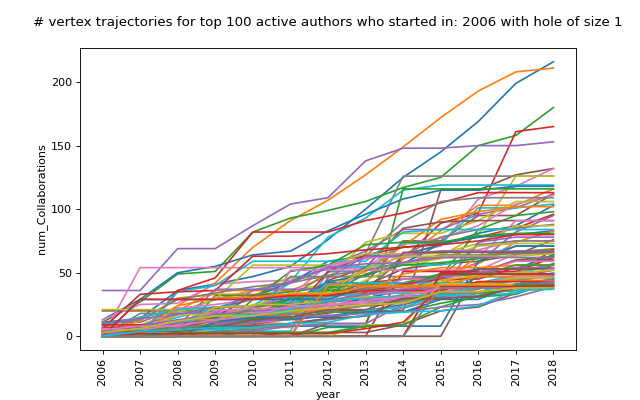 # vertex trajectories for top 100 active authors who started in: 2006 with hole of size 1
200
150
100
50
0
num_Collaborations
2006 2007 2008 2009 2010 2011 2012 2013 2014 2015 2016 2017 2018
year